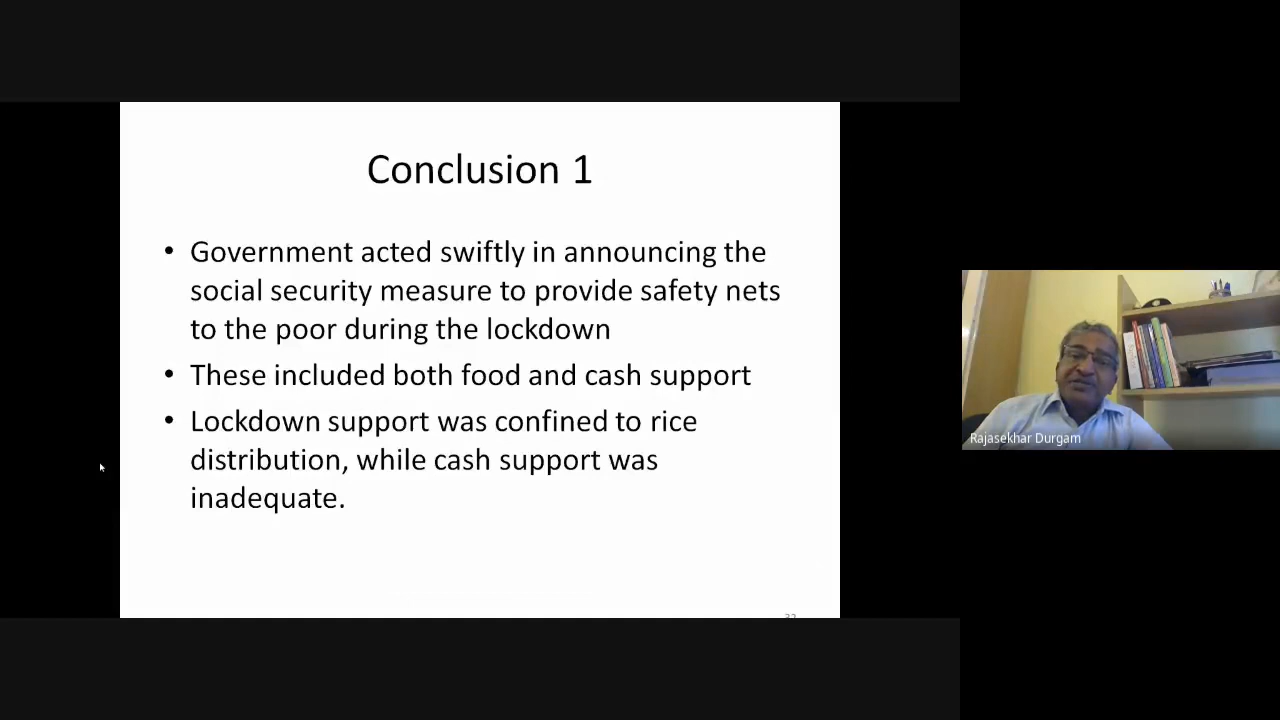 Conclusion 1
• Government acted swiftly in announcing the
social security measure to provide safety nets
to the poor during the lockdown
• These included both food and cash support
• Lockdown support was confined to rice
distribution, while cash support was
inadequate.
32
Rajasekhar Durgam